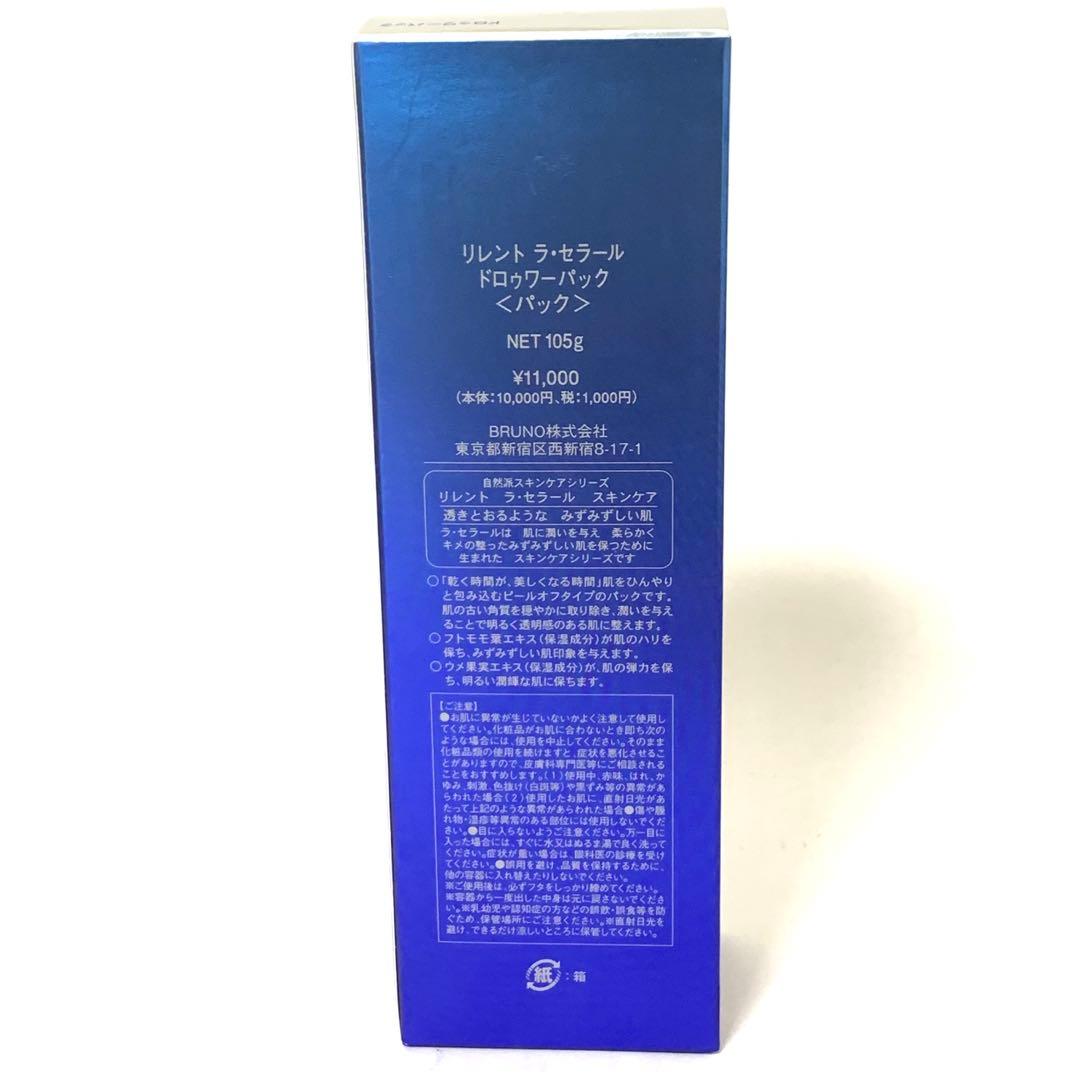 ドロゥワーパック
リレント ラ・セラール
ドロゥワーパック
＜パック＞
NET 105g
¥11,000
（本体：10,000円、税：1,000円）
BRUNO株式会社
東京都新宿区西新宿8-17-1
自然派スキンケアシリーズ
リレント ラ・セラール スキンケア
透きとおるような みずみずしい肌
ラ・セラールは 肌に潤いを与え 柔らかく
キメの整ったみずみずしい肌を保つために
生まれた スキンケアシリーズです
○「乾く時間が、美しくなる時間」肌をひんやり
と包み込むピールオフタイプのパックです。
肌の古い角質を穏やかに取り除き、潤いを与え
ることで明るく透明感のある肌に整えます。
○フトモモ葉エキス（保湿成分）が肌のハリを
保ち、みずみずしい肌印象を与えます。
○ウメ果実エキス（保湿成分）が、肌の弾力を保
ち、明るい潤輝な肌に保ちます。
【ご注意】
●お肌に異常が生じていないかよく注意して使用し
てください。化粧品がお肌に合わないとき即ち次の
ような場合には、使用を中止してください。そのまま
化粧品類の使用を続けますと、症状を悪化させるこ
とがありますので、皮膚科専門医等にご相談される
ことをおすすめします。（1）使用中、赤味、はれ、か
ゆみ、刺激、色抜け（白斑等）や黒ずみ等の異常があ
らわれた場合（2）使用したお肌に、直射日光があ
たって上記のような異常があらわれた場合●傷や腫
れ物・湿疹等異常のある部位には使用しないでくだ
さい。●目に入らないようご注意ください。万一目に
入った場合には、すぐに水又はぬるま湯で良く洗って
ください。症状が重い場合は、眼科医の診療を受け
てください。●誤用を避け、品質を保持するために、
他の容器に入れ替えたりしないでください。
※ご使用後は、必ずフタをしっかり締めてください。
※容器から一度出した中身は元に戻さないでくださ
い。※乳幼児や認知症の方などの誤飲・誤食等を防
ぐため、保管場所にご注意ください。※直射日光を
避け、できるだけ涼しいところに保管してください。
紙：箱